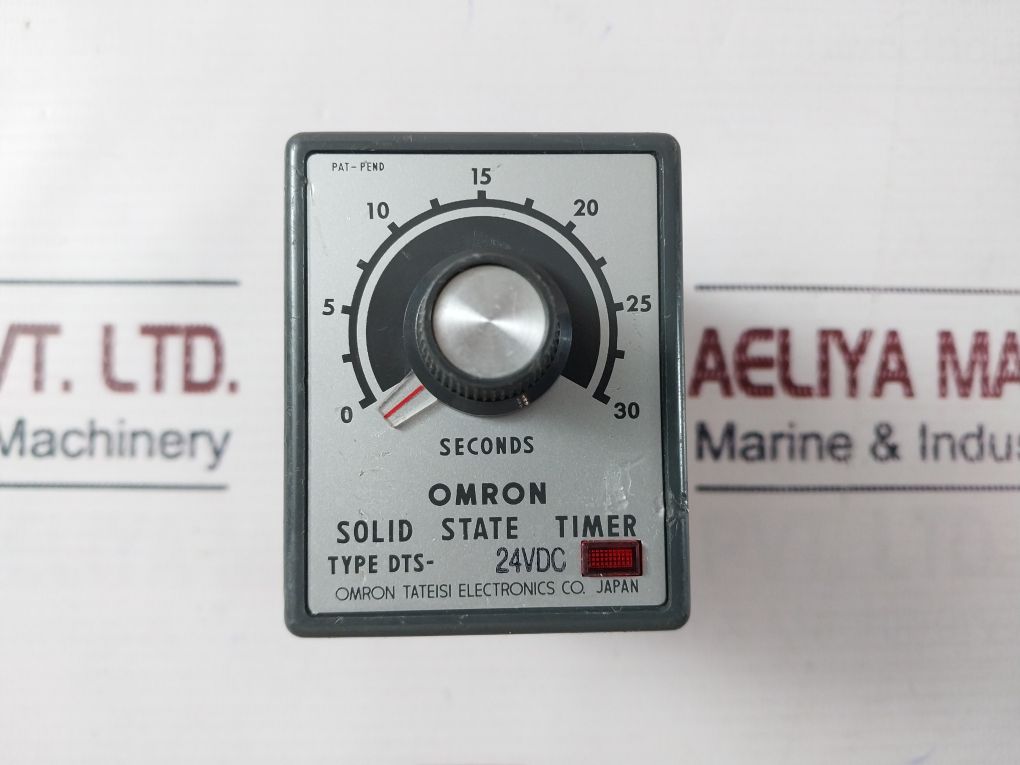 PAT-PEND
15
10 20
5 25
0 30
SECONDS
OMRON
SOLID STATE TIMER
TYPE DTS- 24VDC
OMRON TATEISI ELECTRONICS CO. JAPAN
VT. LTD.
Machinery
AELIYA MA
Marine & Indus